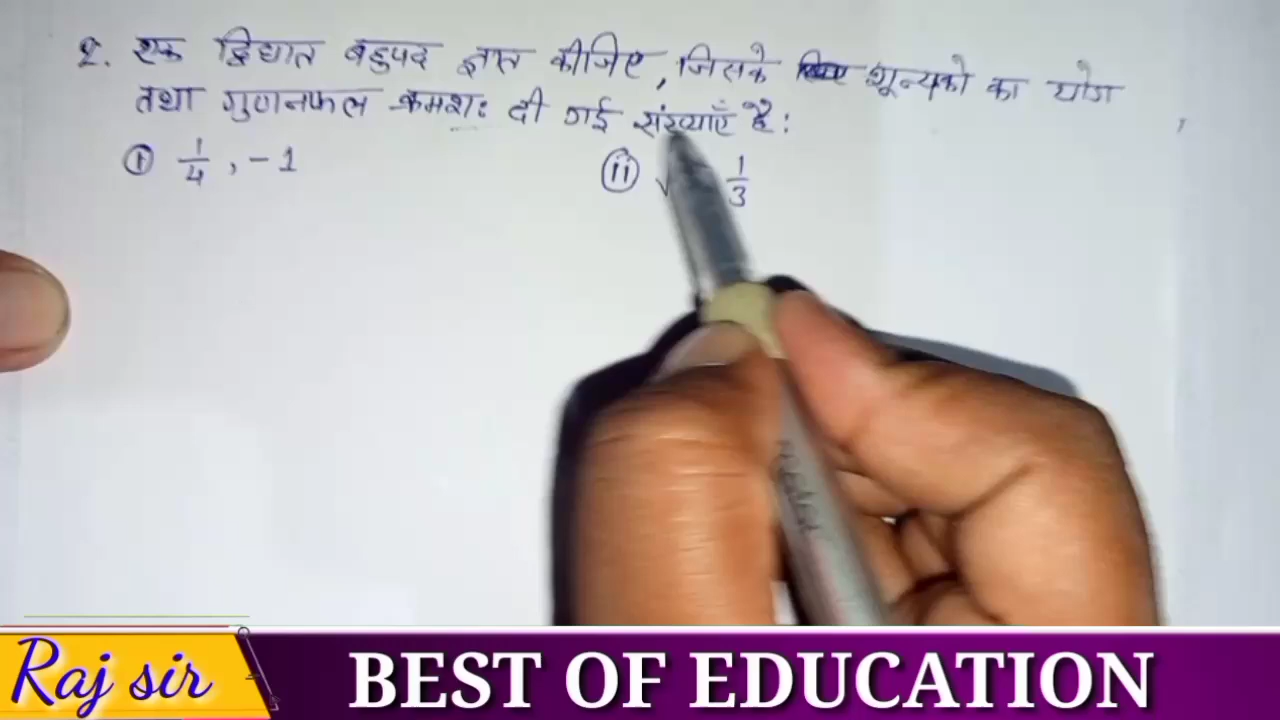 2. एक द्विघात बहुपद ज्ञात कीजिए, जिसके शून्यको का योग
तथा गुणनफल क्रमशः दी गई संख्याएँ है:
(i) 1/4, -1 (ii) √ 1/3
Raj sir BEST OF EDUCATION